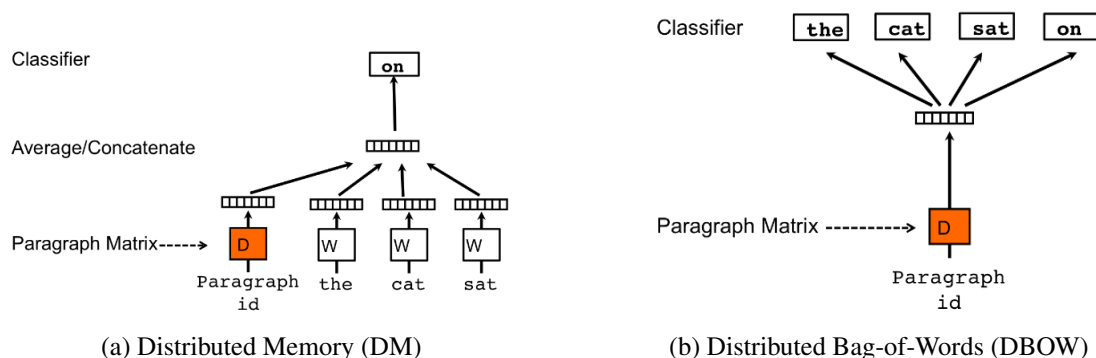 Classifier
on
Average/Concatenate
Paragraph Matrix
D
W
W
W
Paragraph
id
the
cat
sat
(a) Distributed Memory (DM)
Classifier
the
cat
sat
on
Paragraph Matrix
D
Paragraph
id
(b) Distributed Bag-of-Words (DBOW)